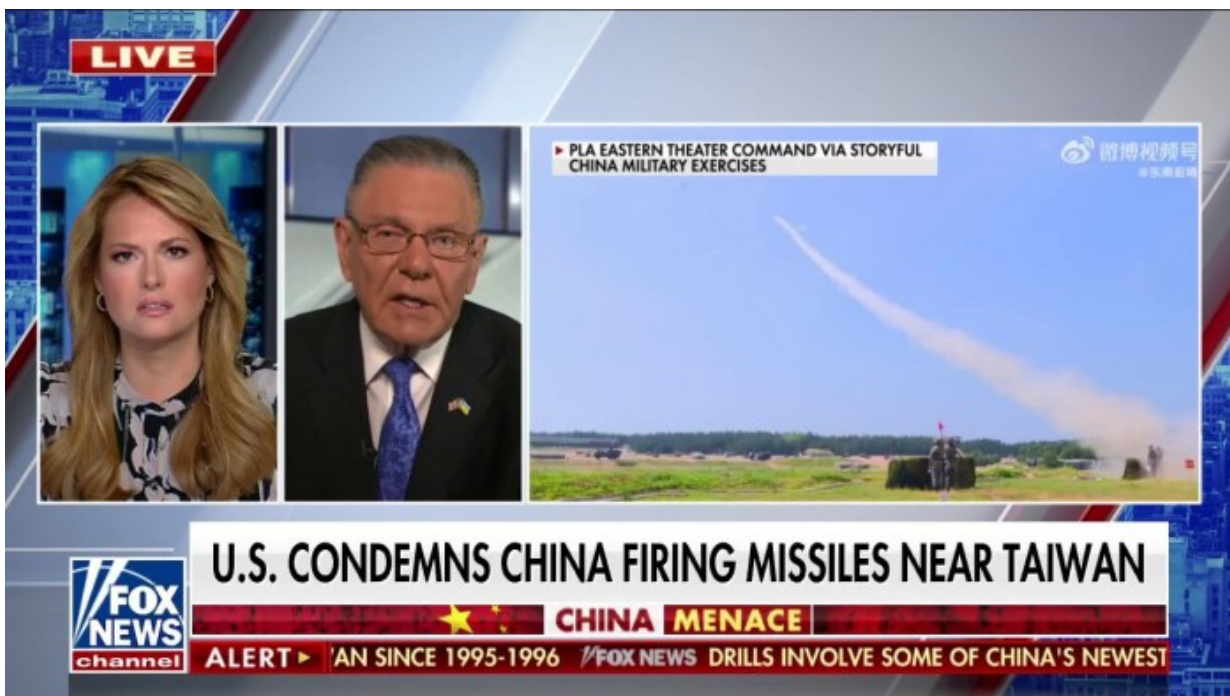 LIVE
PLA EASTERN THEATER COMMAND VIA STORYFUL
CHINA MILITARY EXERCISES
微博视频号
U.S. CONDEMNS CHINA FIRING MISSILES NEAR TAIWAN
CHINA MENACE
FOX
NEWS
channel
ALERT 'AN SINCE 1995-1996 FOX NEWS DRILLS INVOLVE SOME OF CHINA'S NEWEST